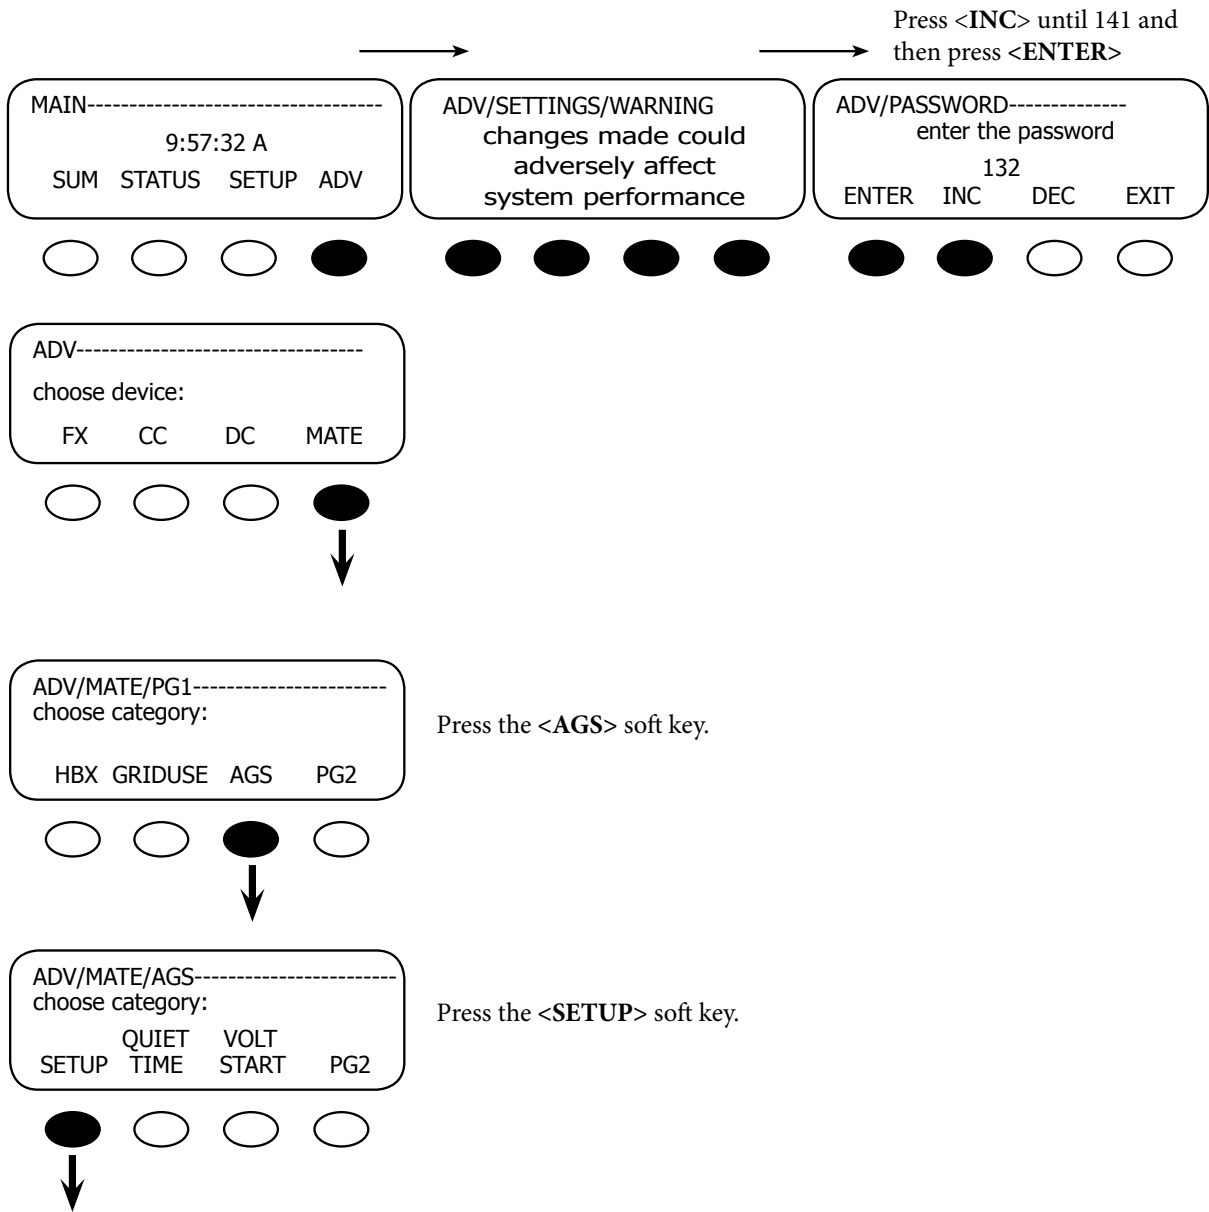 Press <INC> until 141 and
then press <ENTER>
MAIN-----------------------------------
9:57:32 A
SUM STATUS SETUP ADV
ADV/SETTINGS/WARNING
changes made could
adversely affect
system performance
ADV/PASSWORD--------------
enter the password
132
ENTER INC DEC EXIT
ADV----------------------------------
choose device:
FX CC DC MATE
ADV/MATE/PG1-----------------------
choose category:
HBX GRIDUSE AGS PG2
Press the <AGS> soft key.
ADV/MATE/AGS------------------------
choose category:
QUIET VOLT
SETUP TIME START PG2
Press the <SETUP> soft key.